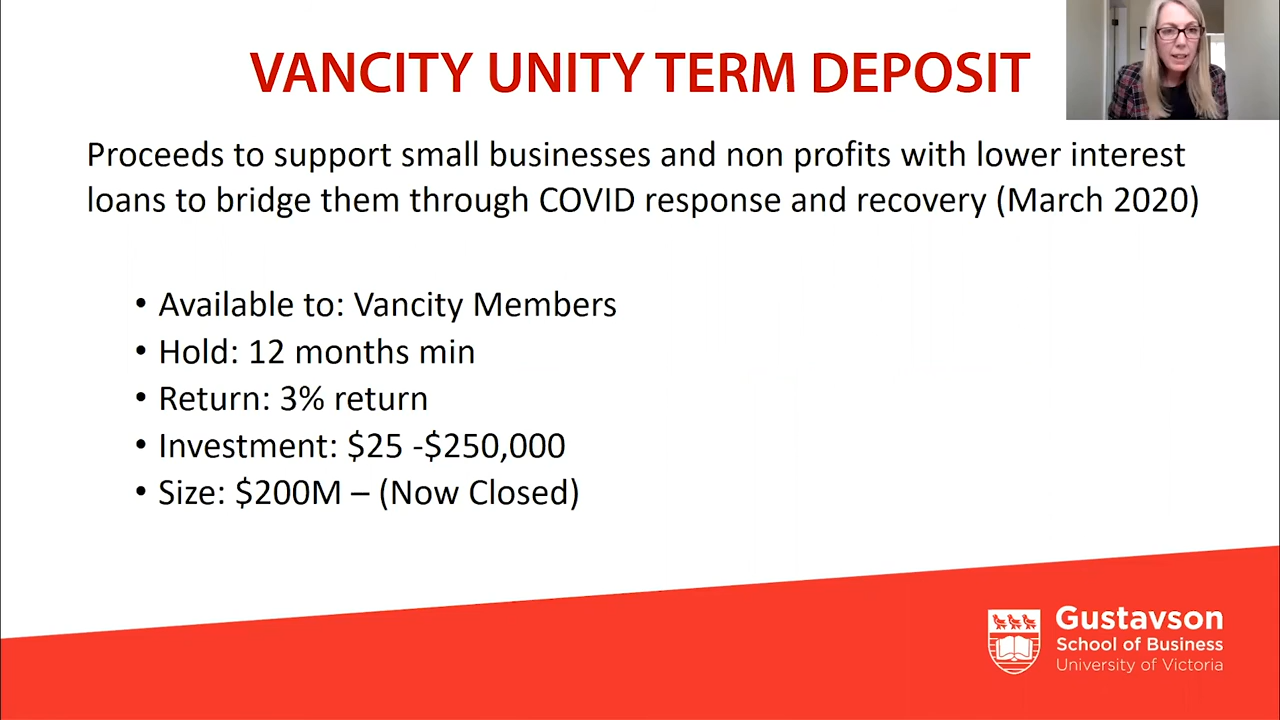 VANCITY UNITY TERM DEPOSIT
Proceeds to support small businesses and non profits with lower interest
loans to bridge them through COVID response and recovery (March 2020)
• Available to: Vancity Members
• Hold: 12 months min
• Return: 3% return
• Investment: $25 -$250,000
• Size: $200M – (Now Closed)
Gustavson
School of Business
University of Victoria